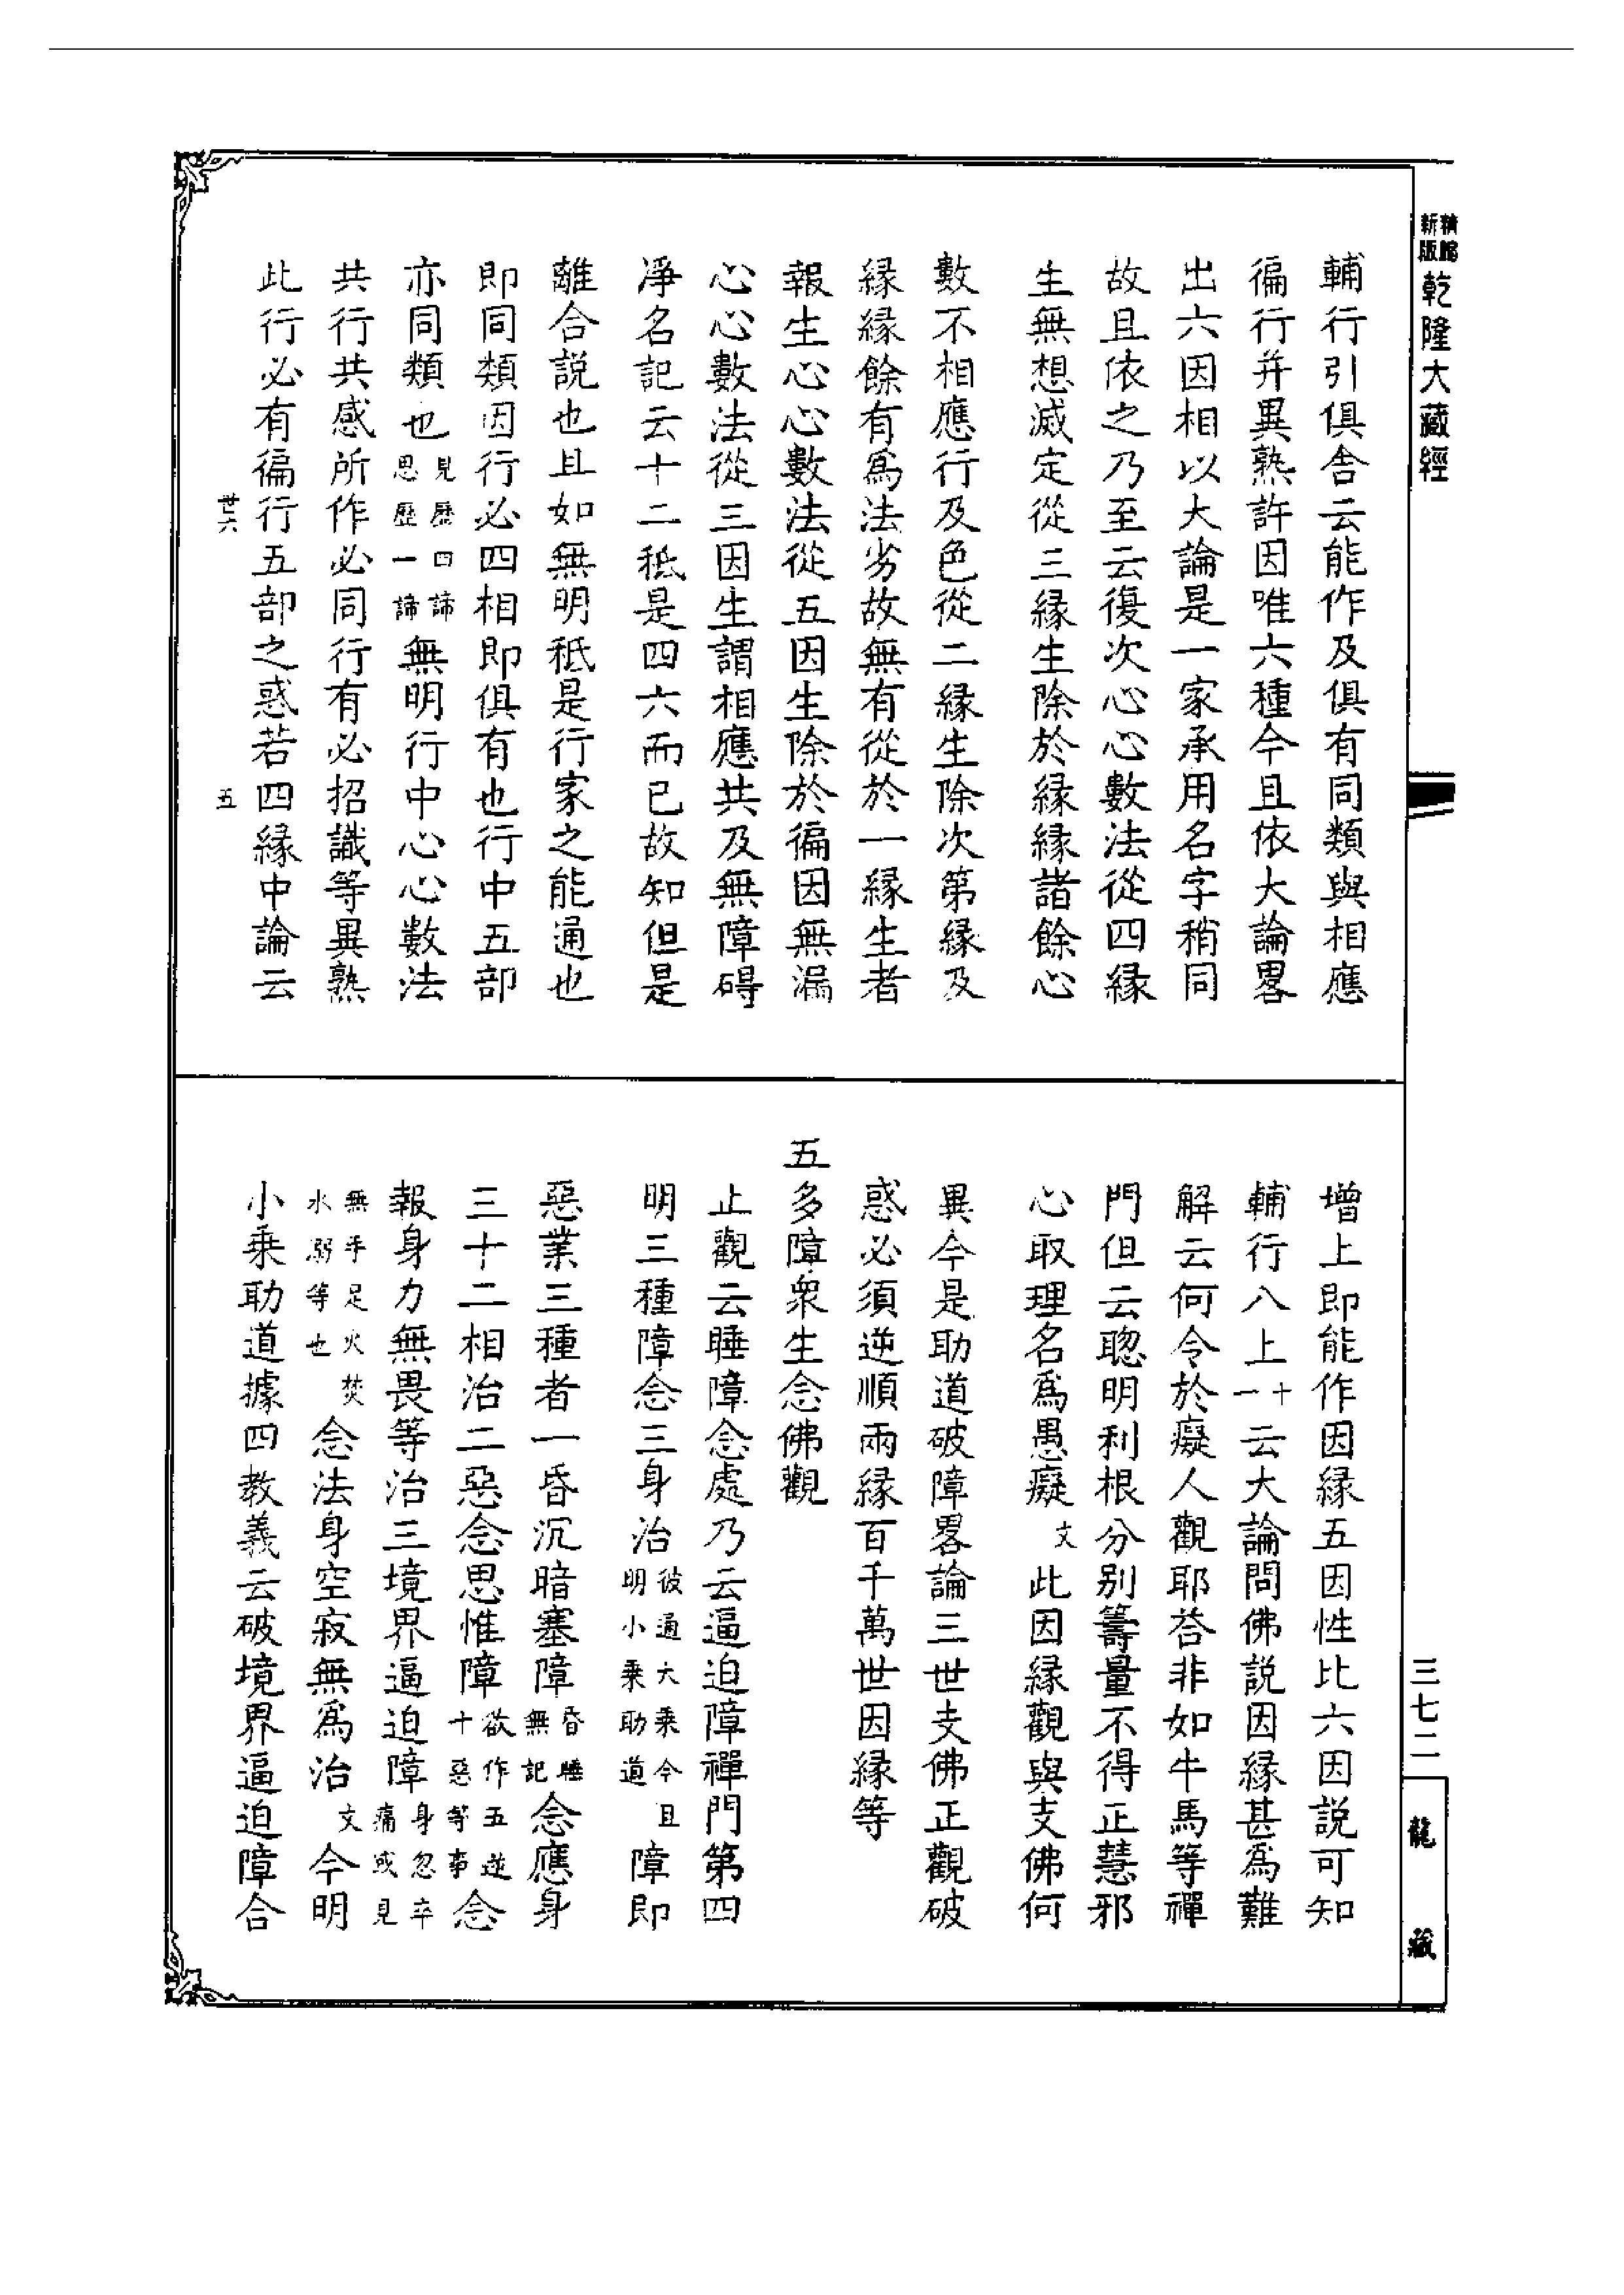 精縮新版乾隆大藏經
輔行引俱舍云能作及俱有同類與相應
徧行并異熟許因唯六種今且依大論畧
出六因相以大論是一家承用名字稍同
故且依之乃至云復次心心數法從四緣
生無想滅定從三緣生除於緣緣諸餘心
數不相應行及色從二緣生除次第緣及
緣緣餘有爲法劣故無有從於一緣生者
報生心心數法從五因生除於徧因無漏
心心數法從三因生謂相應共及無障碍
淨名記云十二秖是四六而已故知但是
離合説也且如無明秖是行家之能通也
即同類因行必四相即俱有也行中五部
亦同類也見歷四諦思歷一諦無明行中心心數法
共行共感所作必同行有必招識等異熟
此行必有徧行五部之惑若四緣中論云
世六 五
增上即能作因緣五因性比六因説可知
輔行八上十一云大論問佛説因緣甚爲難
解云何令於癡人觀耶荅非如牛馬等禪
門但云聰明利根分别籌量不得正慧邪
心取理名爲愚癡文此因緣觀與支佛何
異今是助道破障畧論三世支佛正觀破
惑必須逆順兩緣百千萬世因緣等
五多障衆生念佛觀
止觀云睡障念處乃云逼迫障禪門第四
明三種障念三身治彼通大乘今且明小乘助道障即
惡業三種者一昏沉暗塞障昏睡無記念應身
三十二相治二惡念思惟障欲作五逆十惡等事念
報身力無畏等治三境界逼迫障身忽卒痛或見
無手足火焚水溺等也念法身空寂無爲治文今明
小乘助道據四教義云破境界逼迫障合
三七二
龍藏